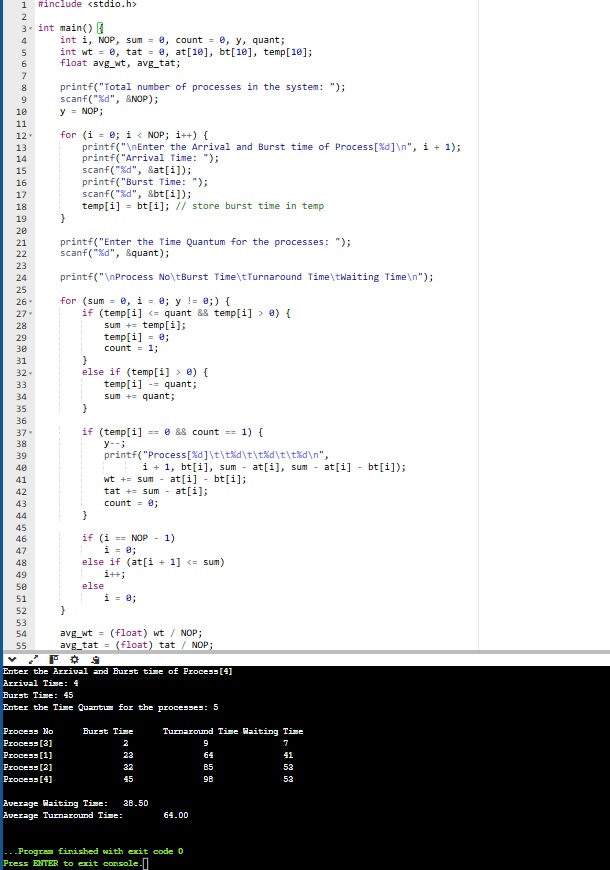 1 #include <stdio.h>
2
3 int main() {
4 int i, NOP, sum = 0, count = 0, y, quant;
5 int wt = 0, tat = 0, at[10], bt[10], temp[10];
6 float avg_wt, avg_tat;
7
8 printf("Total number of processes in the system: ");
9 scanf("%d", &NOP);
10 y = NOP;
11
12 for (i = 0; i < NOP; i++) {
13 printf("\nEnter the Arrival and Burst time of Process[%d]\n", i + 1);
14 printf("Arrival Time: ");
15 scanf("%d", &at[i]);
16 printf("Burst Time: ");
17 scanf("%d", &bt[i]);
18 temp[i] = bt[i]; // store burst time in temp
19 }
20
21 printf("Enter the Time Quantum for the processes: ");
22 scanf("%d", &quant);
23
24 printf("\nProcess No\tBurst Time\tTurnaround Time\tWaiting Time\n");
25
26 for (sum = 0, i = 0; y != 0;) {
27 if (temp[i] <= quant && temp[i] > 0) {
28 sum += temp[i];
29 temp[i] = 0;
30 count = 1;
31 }
32 else if (temp[i] > 0) {
33 temp[i] -= quant;
34 sum += quant;
35 }
36
37 if (temp[i] == 0 && count == 1) {
38 y--;
39 printf("Process[%d]\t\t%d\t\t%d\t\t%d\n",
40 i + 1, bt[i], sum - at[i], sum - at[i] - bt[i]);
41 wt += sum - at[i] - bt[i];
42 tat += sum - at[i];
43 count = 0;
44 }
45
46 if (i == NOP - 1)
47 i = 0;
48 else if (at[i + 1] <= sum)
49 i++;
50 else
51 i = 0;
52 }
53
54 avg_wt = (float) wt / NOP;
55 avg_tat = (float) tat / NOP;
Enter the Arrival and Burst time of Process[4]
Arrival Time: 4
Burst Time: 45
Enter the Time Quantum for the processes: 5
Process No Burst Time Turnaround Time Waiting Time
Process[3] 2 9 7
Process[1] 23 64 41
Process[2] 32 85 53
Process[4] 45 98 53
Average Waiting Time: 38.50
Average Turnaround Time: 64.00
...Program finished with exit code 0
Press ENTER to exit console.